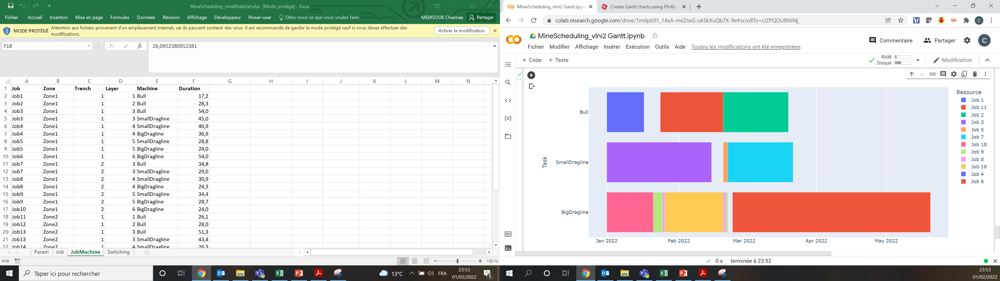 MineScheduling_smallDataSet.xlsx [Mode protégé] - Excel
Fichier Accueil Insertion Mise en page Formules Données Révision Affichage Développeur Power-user Dites-nous ce que vous voulez faire.. MEMSOUK Chaimaa Partager
MODE PROTÉGÉ Attention aux fichiers provenant d'un emplacement Internet, car ils peuvent contenir des virus. Il est recommandé de garder le mode protégé sauf si vous devez effectuer des
modifications.
Activer la modification
F18 fx 26,0952380952381
A B C D E F G H I J K L M N
1 Job Zone Trench Layer Machine Duration
2 Job1 Zone1 1 1 Bull 17,2
3 Job2 Zone1 1 2 Bull 28,3
4 Job3 Zone1 1 3 Bull 54,0
5 Job3 Zone1 1 3 SmallDragline 45,0
6 Job4 Zone1 1 4 SmallDragline 46,9
7 Job4 Zone1 1 4 BigDragline 36,9
8 Job5 Zone1 1 5 SmallDragline 28,8
9 Job5 Zone1 1 5 BigDragline 24,0
10 Job6 Zone1 1 6 BigDragline 54,0
11 Job7 Zone1 2 3 Bull 34,8
12 Job7 Zone1 2 3 SmallDragline 29,0
13 Job8 Zone1 2 4 SmallDragline 30,9
14 Job8 Zone1 2 4 BigDragline 24,3
15 Job9 Zone1 2 5 SmallDragline 34,4
16 Job9 Zone1 2 5 BigDragline 28,7
17 Job10 Zone1 2 6 BigDragline 24,0
18 Job11 Zone2 1 1 Bull 26,1
19 Job12 Zone2 1 2 Bull 28,0
20 Job13 Zone2 1 3 Bull 51,3
21 Job13 Zone2 1 3 SmallDragline 43,4
22 Job14 Zone2 1 4 SmallDragline 26,3
Param Job JobMachine Switching
Prêt 100 %
Taper ici pour rechercher
13°C FRA
23:53
01/02/2022
5
MineScheduling_vIni2 Gantt.ipyn
Create Gantt charts using Plotly i
colab.research.google.com/drive/1mdpb01_14xA-meZIwG-ukSkXuQb7X-9e#scrollTo=UZPQOUBNINj_
C
MineScheduling_vIni2 Gantt.ipynb
Commentaire Partager C
Fichier Modifier Affichage Insérer Exécution Outils Aide Toutes les modifications ont été enregistrées
+ Code + Texte
RAM
Disque
Modification
0 s
{x}
Task
Bull
SmallDragline
BigDragline
Jan 2022 Feb 2022 Mar 2022 Apr 2022 May 2022
Resource
Job 1
Job 11
Job 2
Job 3
Job 5
Job 7
Job 18
Job 9
Job 8
Job 10
Job 4
Job 6
0 s terminée à 23:52
23:53
01/02/2022